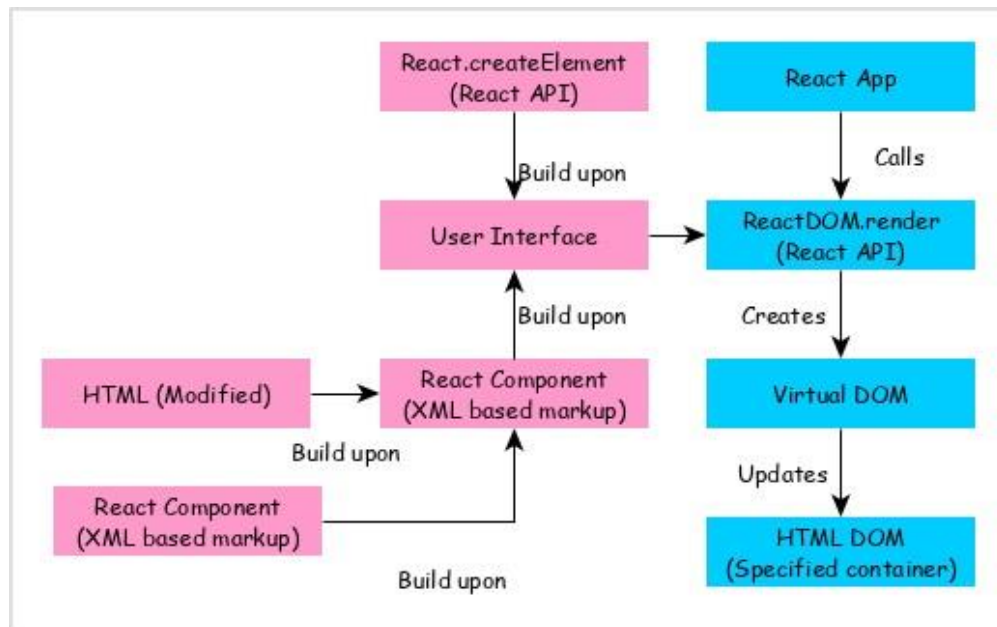 React.createElement
(React API)
React App
Build upon
Calls
User Interface
ReactDOM.render
(React API)
Build upon
Creates
HTML (Modified)
React Component
(XML based markup)
Virtual DOM
Build upon
Updates
React Component
(XML based markup)
HTML DOM
(Specified container)
Build upon